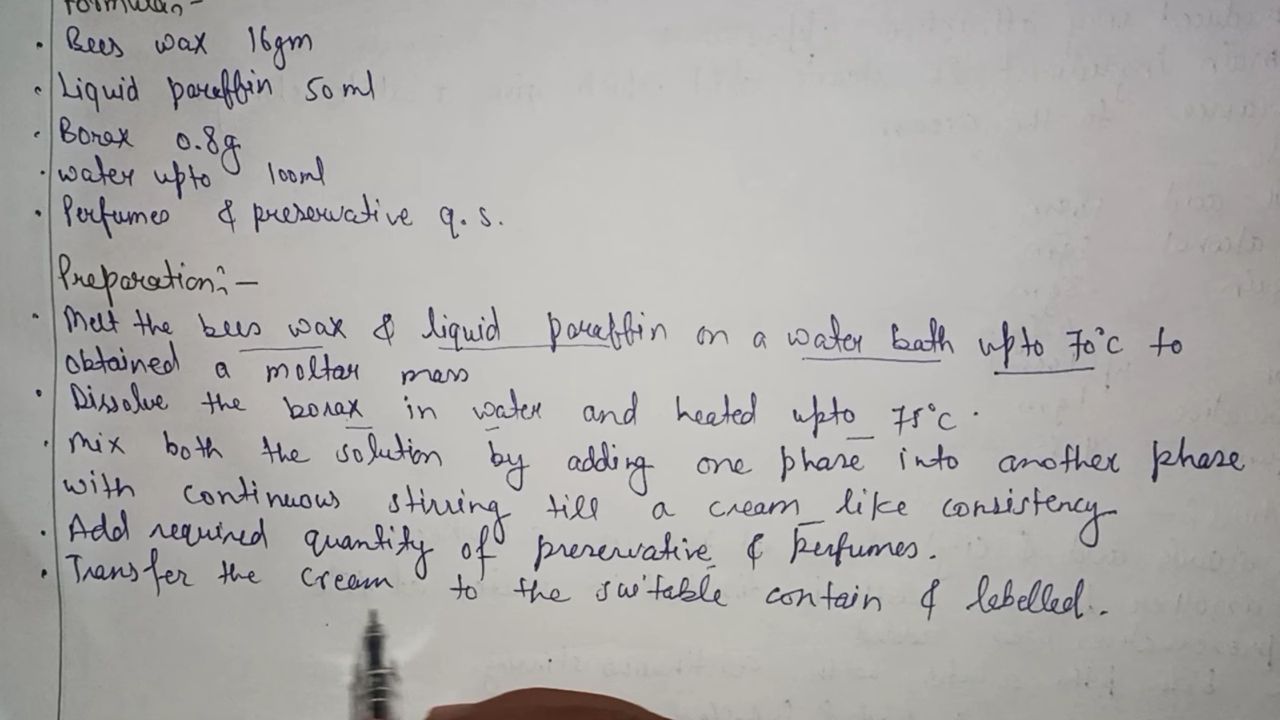 Formula:-
· Bees wax 16gm
· Liquid paraffin 50ml
· Borax 0.8g
· water upto 100ml
· Perfumes & preservative q.s.
Preparation:-
· Melt the bees wax & liquid paraffin on a water bath upto 70°C to
obtained a moltar mass
· Dissolve the borax in water and heated upto 75°C.
· Mix both the solution by adding one phase into another phase
with continuous stirring till a cream like consistency
· Add required quantity of preservative & perfumes.
· Transfer the cream to the suitable contain & labelled.